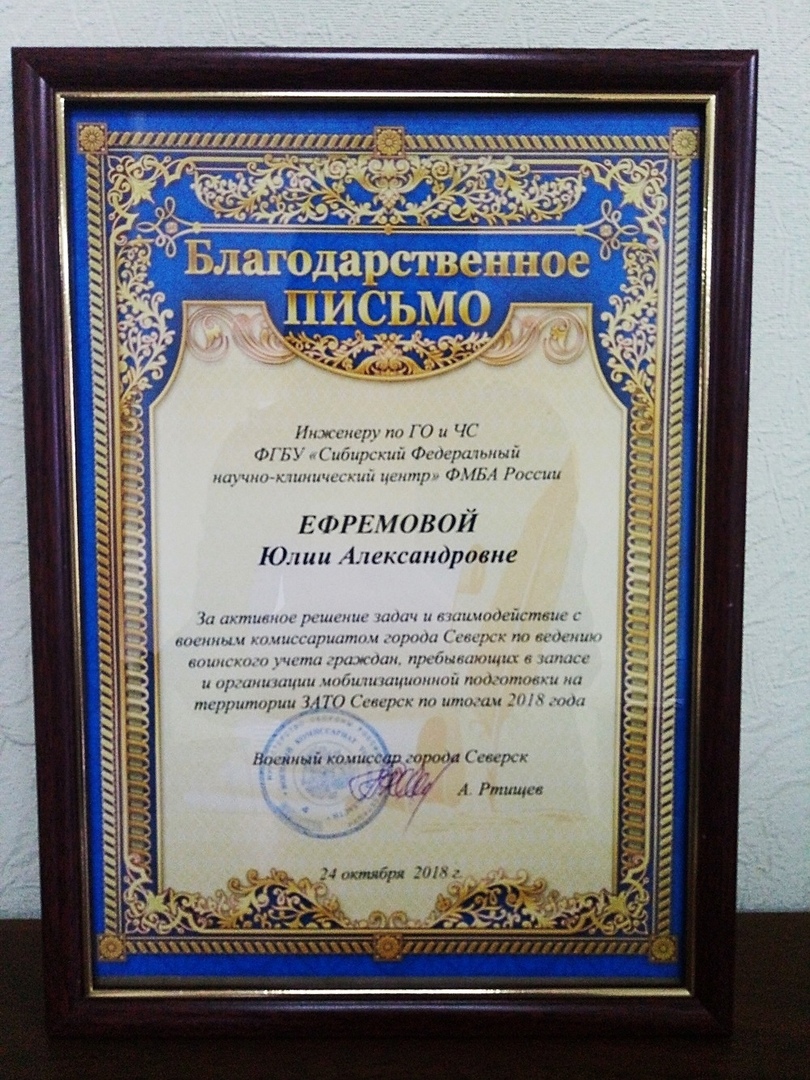 Благодарственное
ПИСЬМО
Инженеру по ГО и ЧС
ФГБУ «Сибирский Федеральный
научно-клинический центр» ФМБА России
ЕФРЕМОВОЙ
Юлии Александровне
За активное решение задач и взаимодействие с
военным комиссариатом города Северск по ведению
воинского учета граждан, пребывающих в запасе
и организации мобилизационной подготовки на
территории ЗАТО Северск по итогам 2018 года
Военный комиссар города Северск
А. Ртищев
24 октября 2018 г.